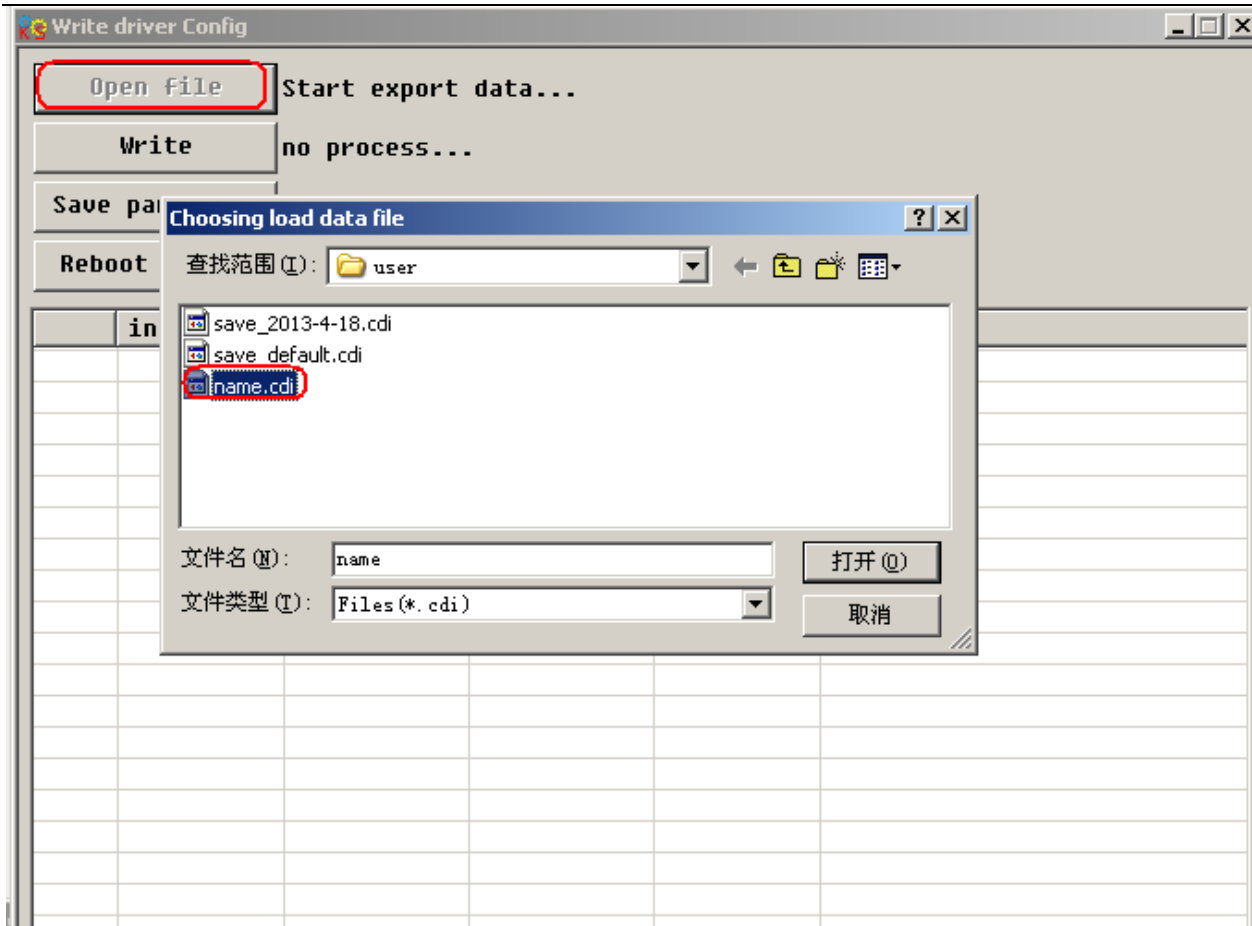 Write driver Config
Open file
Start export data...
Write
no process...
Save pa
Reboot
in
Choosing load data file
查找范围(I):
user
save_2013-4-18.cdi
save_default.cdi
name.cdi
文件名(N):
name
打开(O)
文件类型(T):
Files(*.cdi)
取消